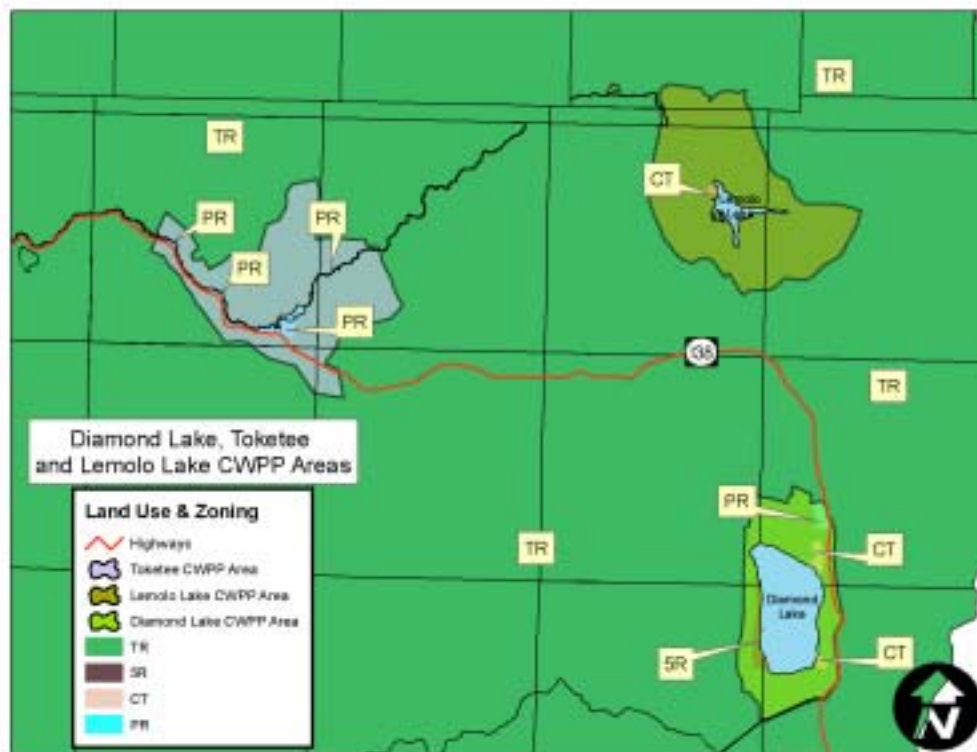 TR
TR
CT
PR
PR
PR
PR
138
TR
Diamond Lake, Toketee
and Lemolo Lake CWPP Areas
Land Use & Zoning
Highways
Toketee CWPP Area
Lemolo Lake CWPP Area
Diamond Lake CWPP Area
TR
5R
CT
PR
TR
PR
CT
Diamond
Lake
5R
CT
N